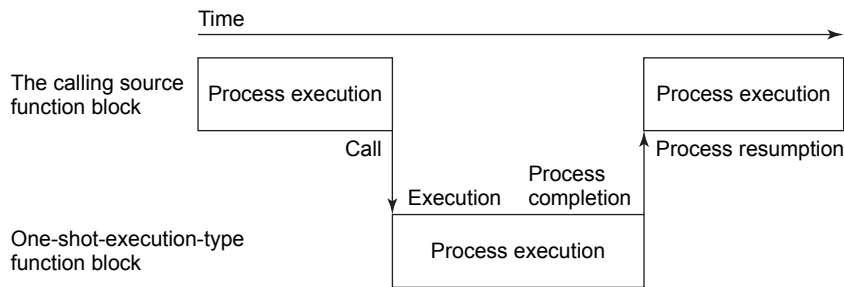 Time
The calling source
function block
Process execution
Process execution
Call
Process resumption
Execution
Process
completion
One-shot-execution-type
function block
Process execution